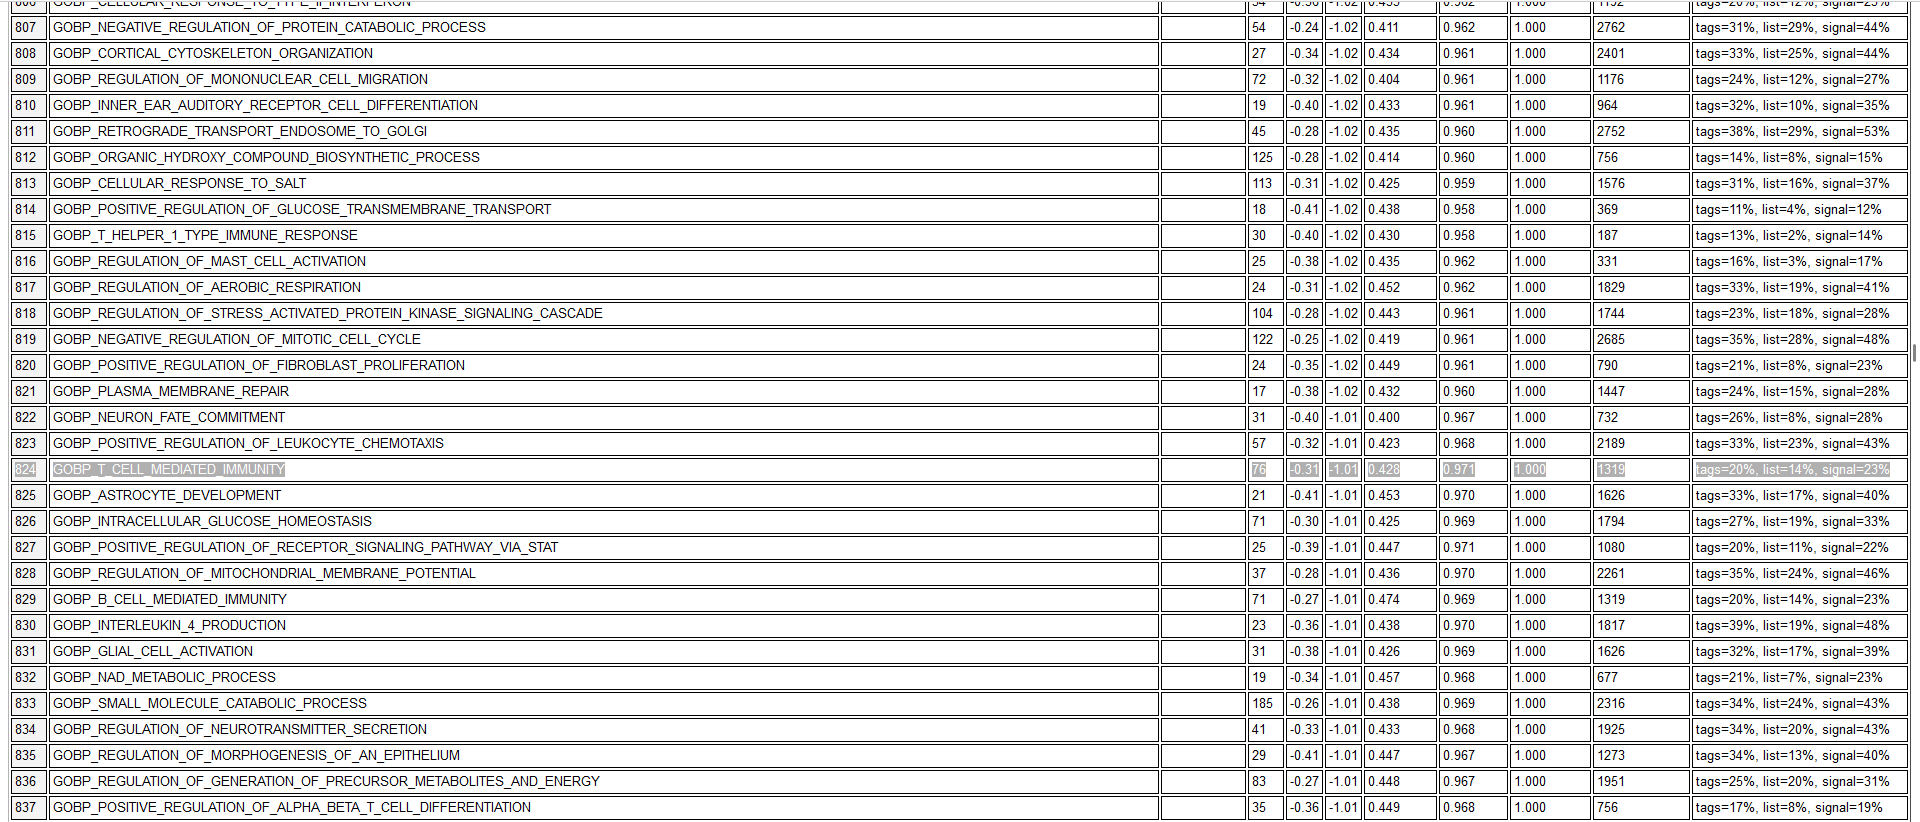 806 GOBP_CELLULAR_RESPONSE_TO_TYPE_II_INTERFERON 54 -0.36 -1.02 0.433 0.962 1.000 1192 tags=20%, list=12%, signal=23%
807 GOBP_NEGATIVE_REGULATION_OF_PROTEIN_CATABOLIC_PROCESS 54 -0.24 -1.02 0.411 0.962 1.000 2762 tags=31%, list=29%, signal=44%
808 GOBP_CORTICAL_CYTOSKELETON_ORGANIZATION 27 -0.34 -1.02 0.434 0.961 1.000 2401 tags=33%, list=25%, signal=44%
809 GOBP_REGULATION_OF_MONONUCLEAR_CELL_MIGRATION 72 -0.32 -1.02 0.404 0.961 1.000 1176 tags=24%, list=12%, signal=27%
810 GOBP_INNER_EAR_AUDITORY_RECEPTOR_CELL_DIFFERENTIATION 19 -0.40 -1.02 0.433 0.961 1.000 964 tags=32%, list=10%, signal=35%
811 GOBP_RETROGRADE_TRANSPORT_ENDOSOME_TO_GOLGI 45 -0.28 -1.02 0.435 0.960 1.000 2752 tags=38%, list=29%, signal=53%
812 GOBP_ORGANIC_HYDROXY_COMPOUND_BIOSYNTHETIC_PROCESS 125 -0.28 -1.02 0.414 0.960 1.000 756 tags=14%, list=8%, signal=15%
813 GOBP_CELLULAR_RESPONSE_TO_SALT 113 -0.31 -1.02 0.425 0.959 1.000 1576 tags=31%, list=16%, signal=37%
814 GOBP_POSITIVE_REGULATION_OF_GLUCOSE_TRANSMEMBRANE_TRANSPORT 18 -0.41 -1.02 0.438 0.958 1.000 369 tags=11%, list=4%, signal=12%
815 GOBP_T_HELPER_1_TYPE_IMMUNE_RESPONSE 30 -0.40 -1.02 0.430 0.958 1.000 187 tags=13%, list=2%, signal=14%
816 GOBP_REGULATION_OF_MAST_CELL_ACTIVATION 25 -0.38 -1.02 0.435 0.962 1.000 331 tags=16%, list=3%, signal=17%
817 GOBP_REGULATION_OF_AEROBIC_RESPIRATION 24 -0.31 -1.02 0.452 0.962 1.000 1829 tags=33%, list=19%, signal=41%
818 GOBP_REGULATION_OF_STRESS_ACTIVATED_PROTEIN_KINASE_SIGNALING_CASCADE 104 -0.28 -1.02 0.443 0.961 1.000 1744 tags=23%, list=18%, signal=28%
819 GOBP_NEGATIVE_REGULATION_OF_MITOTIC_CELL_CYCLE 122 -0.25 -1.02 0.419 0.961 1.000 2685 tags=35%, list=28%, signal=48%
820 GOBP_POSITIVE_REGULATION_OF_FIBROBLAST_PROLIFERATION 24 -0.35 -1.02 0.449 0.961 1.000 790 tags=21%, list=8%, signal=23%
821 GOBP_PLASMA_MEMBRANE_REPAIR 17 -0.38 -1.02 0.432 0.960 1.000 1447 tags=24%, list=15%, signal=28%
822 GOBP_NEURON_FATE_COMMITMENT 31 -0.40 -1.01 0.400 0.967 1.000 732 tags=26%, list=8%, signal=28%
823 GOBP_POSITIVE_REGULATION_OF_LEUKOCYTE_CHEMOTAXIS 57 -0.32 -1.01 0.423 0.968 1.000 2189 tags=33%, list=23%, signal=43%
824 GOBP_T_CELL_MEDIATED_IMMUNITY 76 -0.31 -1.01 0.428 0.971 1.000 1319 tags=20%, list=14%, signal=23%
825 GOBP_ASTROCYTE_DEVELOPMENT 21 -0.41 -1.01 0.453 0.970 1.000 1626 tags=33%, list=17%, signal=40%
826 GOBP_INTRACELLULAR_GLUCOSE_HOMEOSTASIS 71 -0.30 -1.01 0.425 0.969 1.000 1794 tags=27%, list=19%, signal=33%
827 GOBP_POSITIVE_REGULATION_OF_RECEPTOR_SIGNALING_PATHWAY_VIA_STAT 25 -0.39 -1.01 0.447 0.971 1.000 1080 tags=20%, list=11%, signal=22%
828 GOBP_REGULATION_OF_MITOCHONDRIAL_MEMBRANE_POTENTIAL 37 -0.28 -1.01 0.436 0.970 1.000 2261 tags=35%, list=24%, signal=46%
829 GOBP_B_CELL_MEDIATED_IMMUNITY 71 -0.27 -1.01 0.474 0.969 1.000 1319 tags=20%, list=14%, signal=23%
830 GOBP_INTERLEUKIN_4_PRODUCTION 23 -0.36 -1.01 0.438 0.970 1.000 1817 tags=39%, list=19%, signal=48%
831 GOBP_GLIAL_CELL_ACTIVATION 31 -0.38 -1.01 0.426 0.969 1.000 1626 tags=32%, list=17%, signal=39%
832 GOBP_NAD_METABOLIC_PROCESS 19 -0.34 -1.01 0.457 0.968 1.000 677 tags=21%, list=7%, signal=23%
833 GOBP_SMALL_MOLECULE_CATABOLIC_PROCESS 185 -0.26 -1.01 0.438 0.969 1.000 2316 tags=34%, list=24%, signal=43%
834 GOBP_REGULATION_OF_NEUROTRANSMITTER_SECRETION 41 -0.33 -1.01 0.433 0.968 1.000 1925 tags=34%, list=20%, signal=43%
835 GOBP_REGULATION_OF_MORPHOGENESIS_OF_AN_EPITHELIUM 29 -0.41 -1.01 0.447 0.967 1.000 1273 tags=34%, list=13%, signal=40%
836 GOBP_REGULATION_OF_GENERATION_OF_PRECURSOR_METABOLITES_AND_ENERGY 83 -0.27 -1.01 0.448 0.967 1.000 1951 tags=25%, list=20%, signal=31%
837 GOBP_POSITIVE_REGULATION_OF_ALPHA_BETA_T_CELL_DIFFERENTIATION 35 -0.36 -1.01 0.449 0.968 1.000 756 tags=17%, list=8%, signal=19%